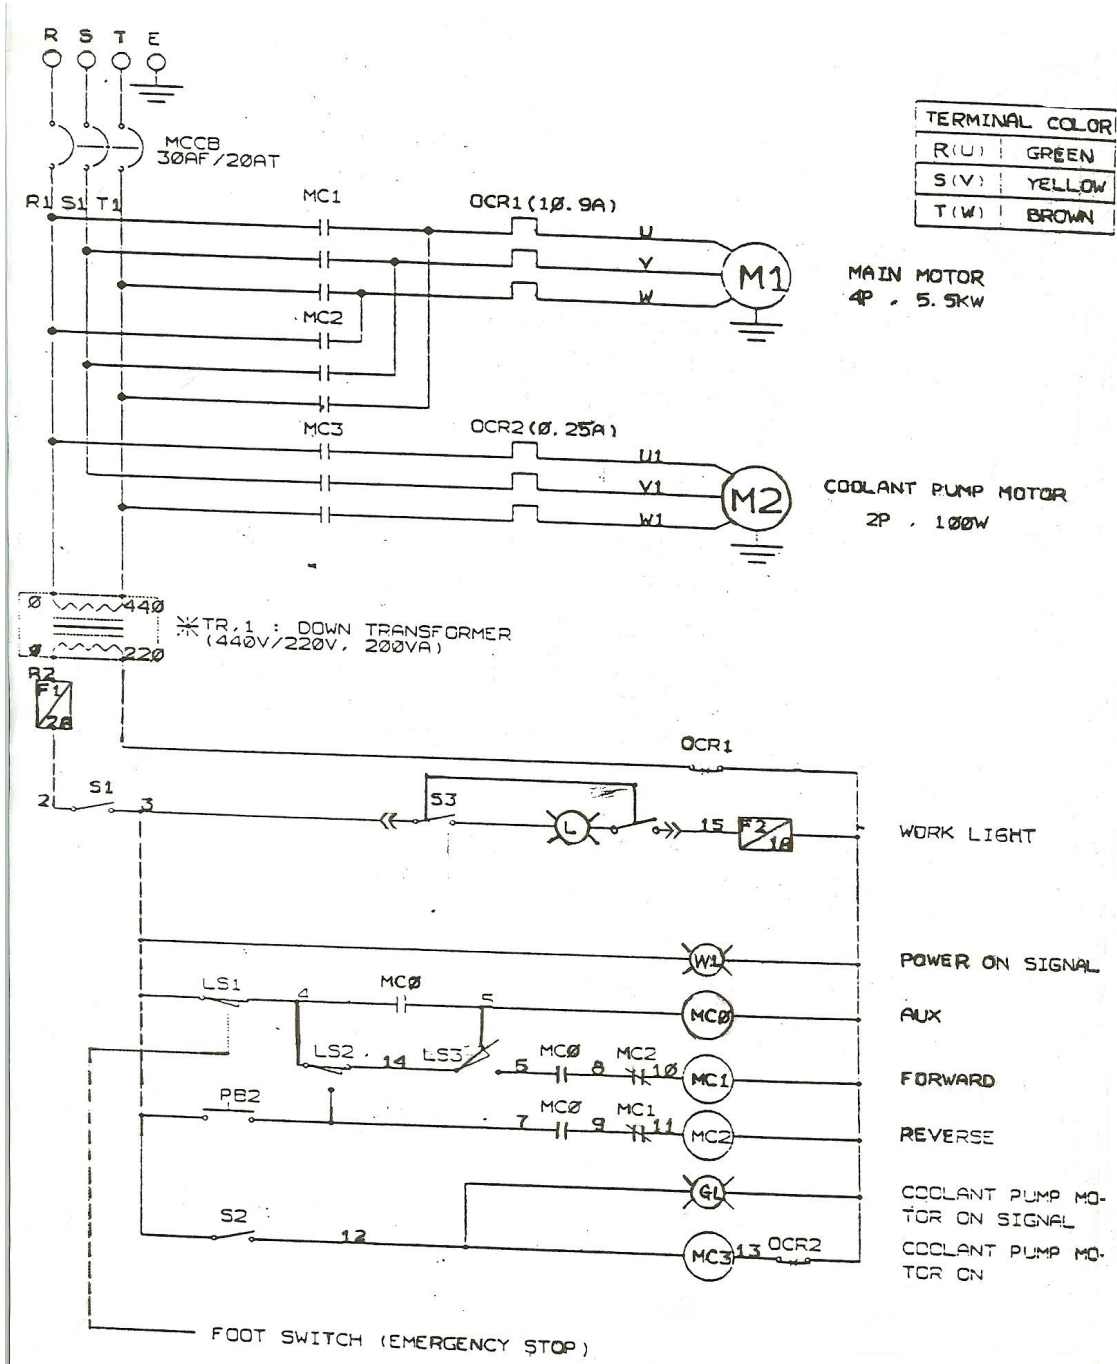 R S T E
MCCB
30AF/20AT
R1 S1 T1
TERMINAL COLOR
R(U) GREEN
S(V) YELLOW
T(W) BROWN
MC1
OCR1(10.9A)
U
V
W
M1
MAIN MOTOR
4P . 5.5KW
MC2
MC3
OCR2(0.25A)
U1
V1
W1
M2
COOLANT PUMP MOTOR
2P . 100W
0 440
0 220
※TR.1 : DOWN TRANSFORMER
(440V/220V. 200VA)
R2
F1
2A
OCR1
2 S1 3
S3
L
15
F2
1A
WORK LIGHT
W1
POWER ON SIGNAL
LS1
4
MC0
5
MC0
AUX
LS2
14
LS3
5
MC0
8
MC2
10
MC1
FORWARD
PB2
7
MC0
9
MC1
11
MC2
REVERSE
GL
COOLANT PUMP MO-
TOR ON SIGNAL
S2
12
MC3
13
OCR2
COOLANT PUMP MO-
TOR ON
FOOT SWITCH (EMERGENCY STOP)